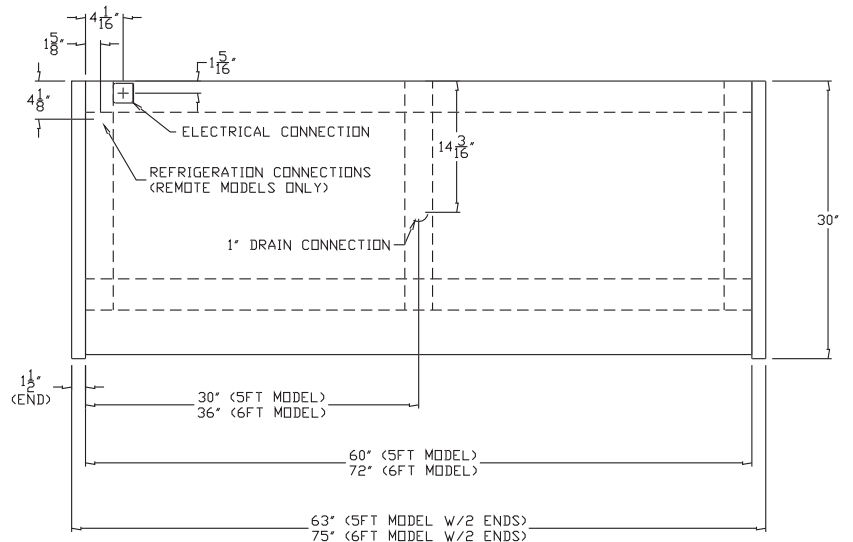 4 1/16"
1 5/8"
1 5/16"
4 1/8"
ELECTRICAL CONNECTION
14 3/16"
REFRIGERATION CONNECTIONS
(REMOTE MODELS ONLY)
30"
1" DRAIN CONNECTION
1 1/2"
(END)
30" (5FT MODEL)
36" (6FT MODEL)
60" (5FT MODEL)
72" (6FT MODEL)
63" (5FT MODEL W/2 ENDS)
75" (6FT MODEL W/2 ENDS)